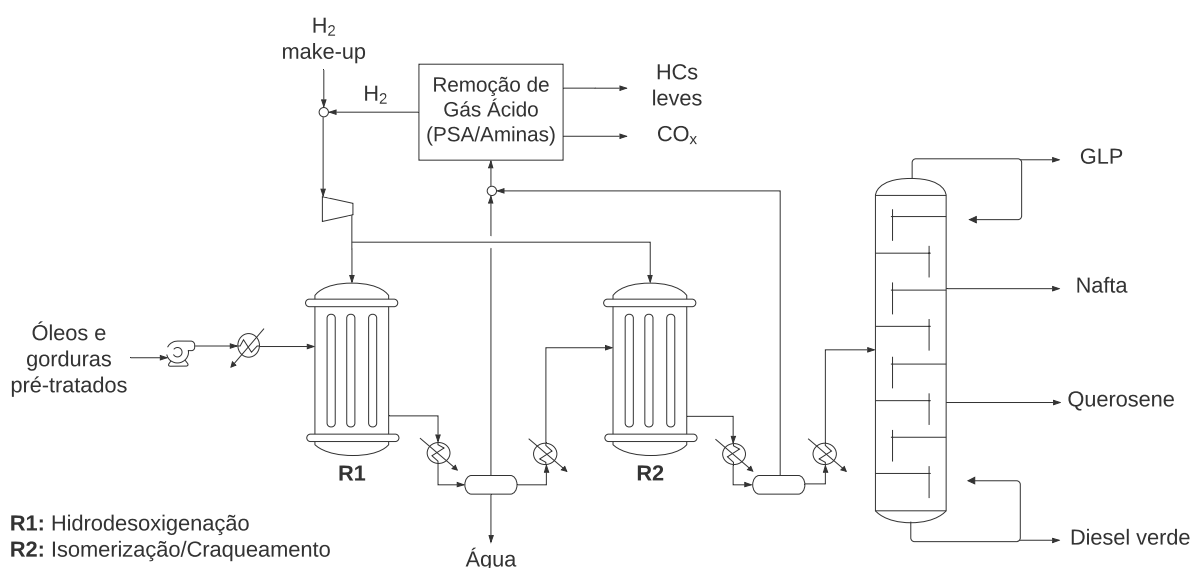 H₂
make-up
H₂
Remoção de
Gás Ácido
(PSA/Aminas)
HCs
leves
COₓ
GLP
Nafta
Querosene
Diesel verde
Óleos e
gorduras
pré-tratados
R1
R2
Água
R1: Hidrodesoxigenação
R2: Isomerização/Craqueamento